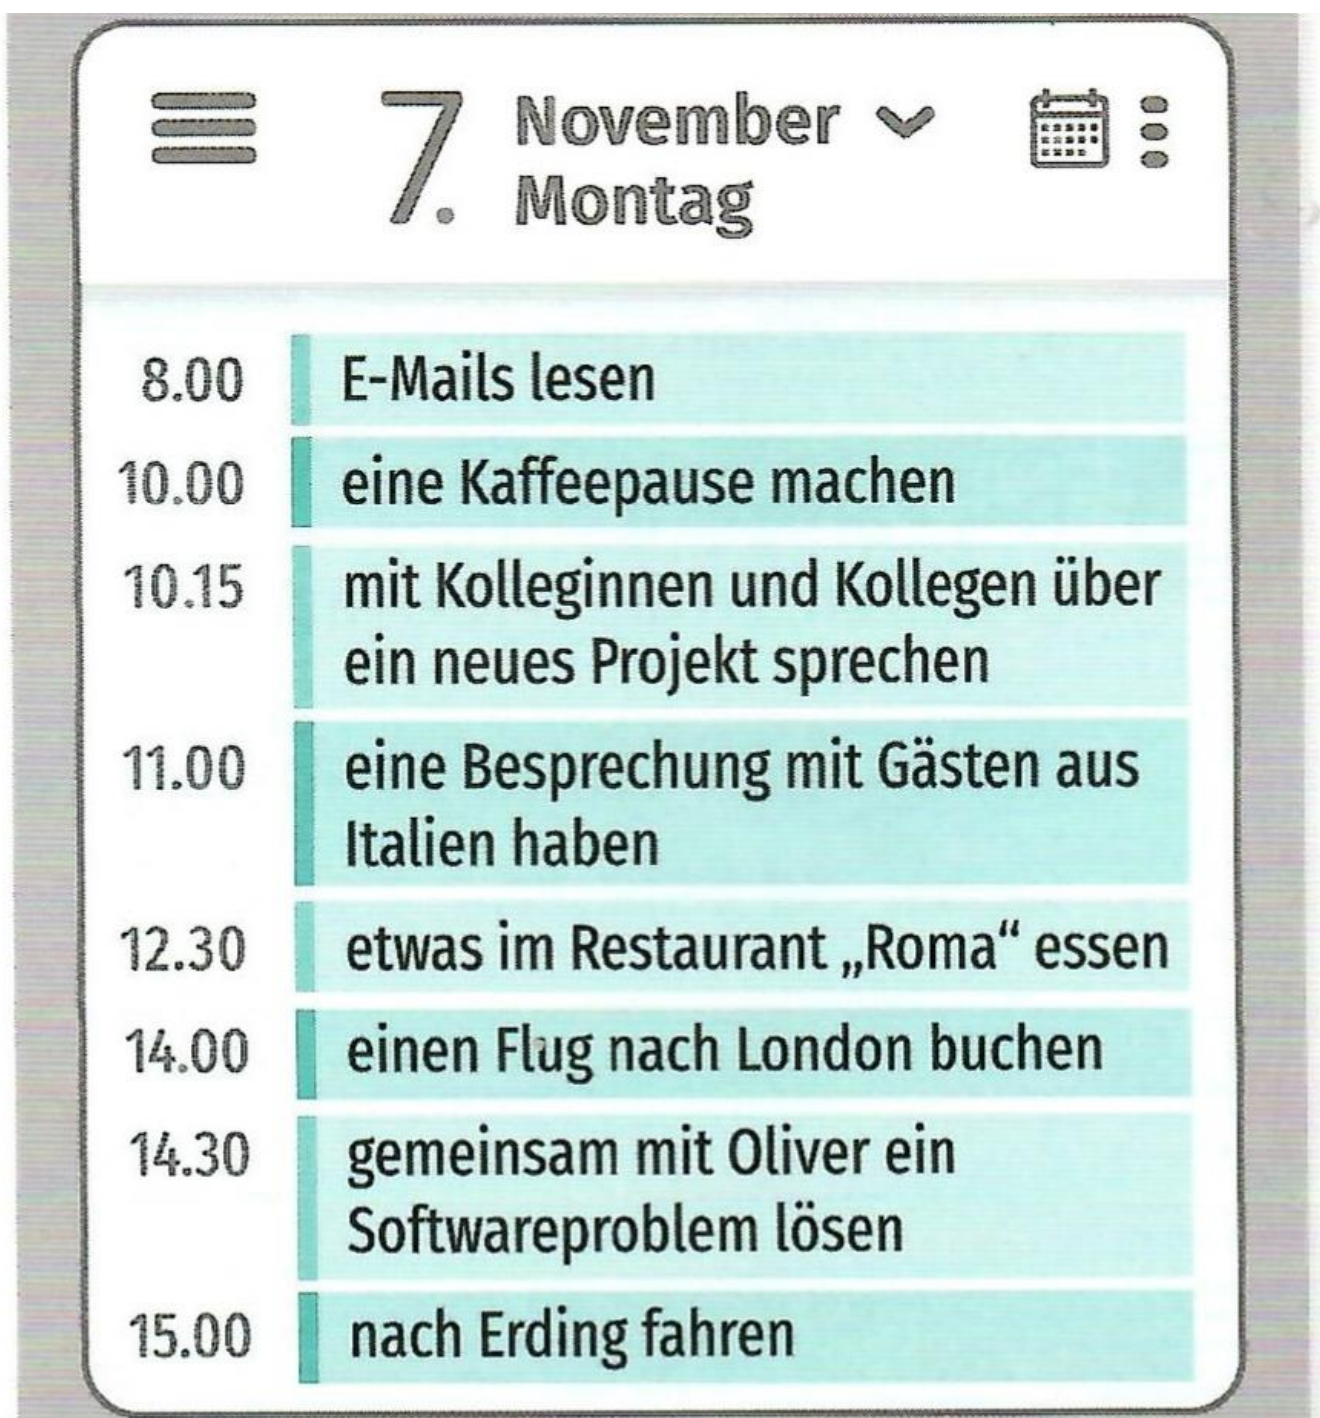 7. November
Montag
8.00 E-Mails lesen
10.00 eine Kaffeepause machen
10.15 mit Kolleginnen und Kollegen über
ein neues Projekt sprechen
11.00 eine Besprechung mit Gästen aus
Italien haben
12.30 etwas im Restaurant „Roma“ essen
14.00 einen Flug nach London buchen
14.30 gemeinsam mit Oliver ein
Softwareproblem lösen
15.00 nach Erding fahren